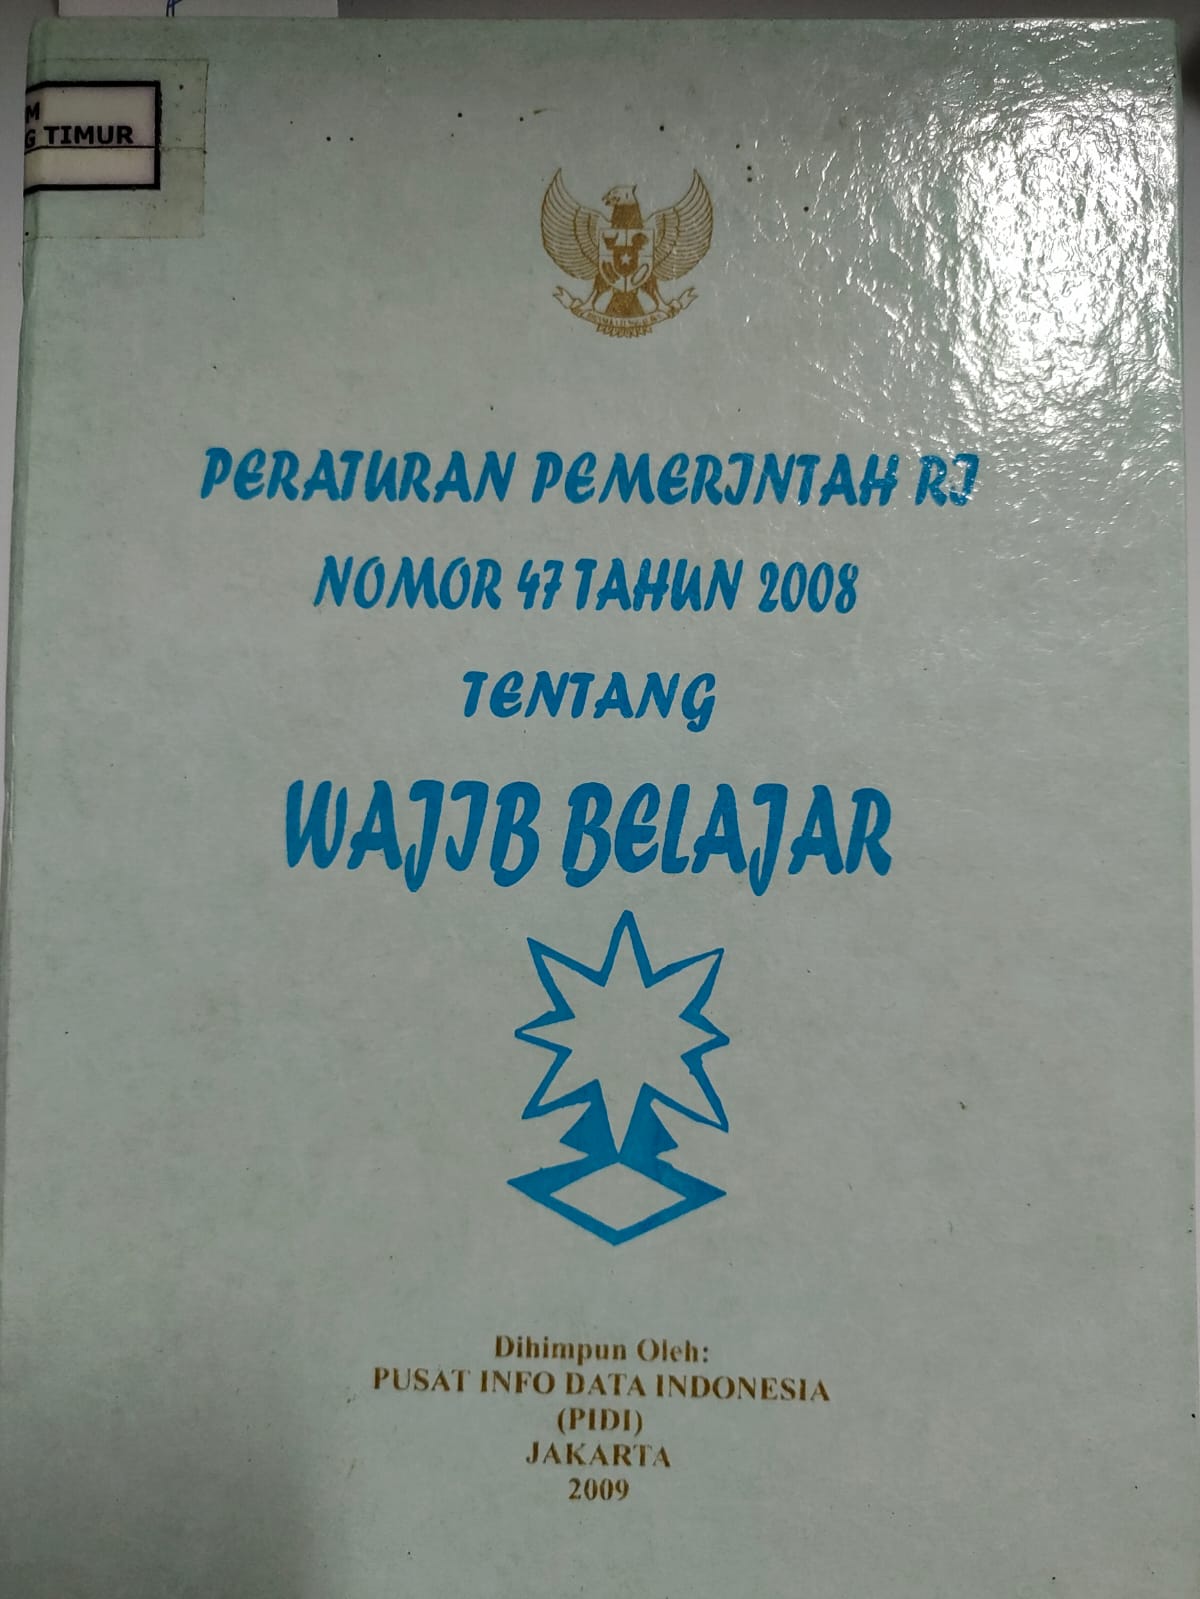 M
G TIMUR
PERATURAN PEMERINTAH RI
NOMOR 47 TAHUN 2008
TENTANG
WAJIB BELAJAR
Dihimpun Oleh:
PUSAT INFO DATA INDONESIA
(PIDI)
JAKARTA
2009